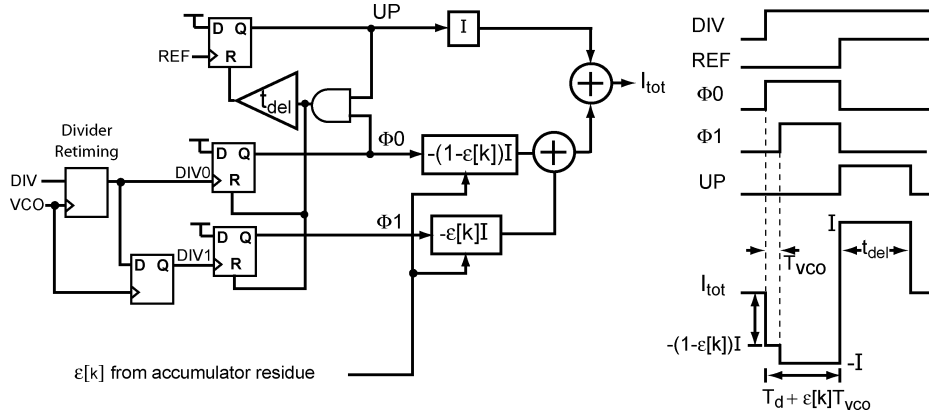 UP
D Q
R
REF
I
I_tot
t_del
Divider
Retiming
DIV
VCO
DIV0
D Q
R
Φ0
-(1-ε[k])I
DIV1
D Q
R
Φ1
-ε[k]I
D Q
ε[k] from accumulator residue
DIV
REF
Φ0
Φ1
UP
I
t_del
T_vco
I_tot
-(1-ε[k])I
-I
T_d + ε[k]T_vco